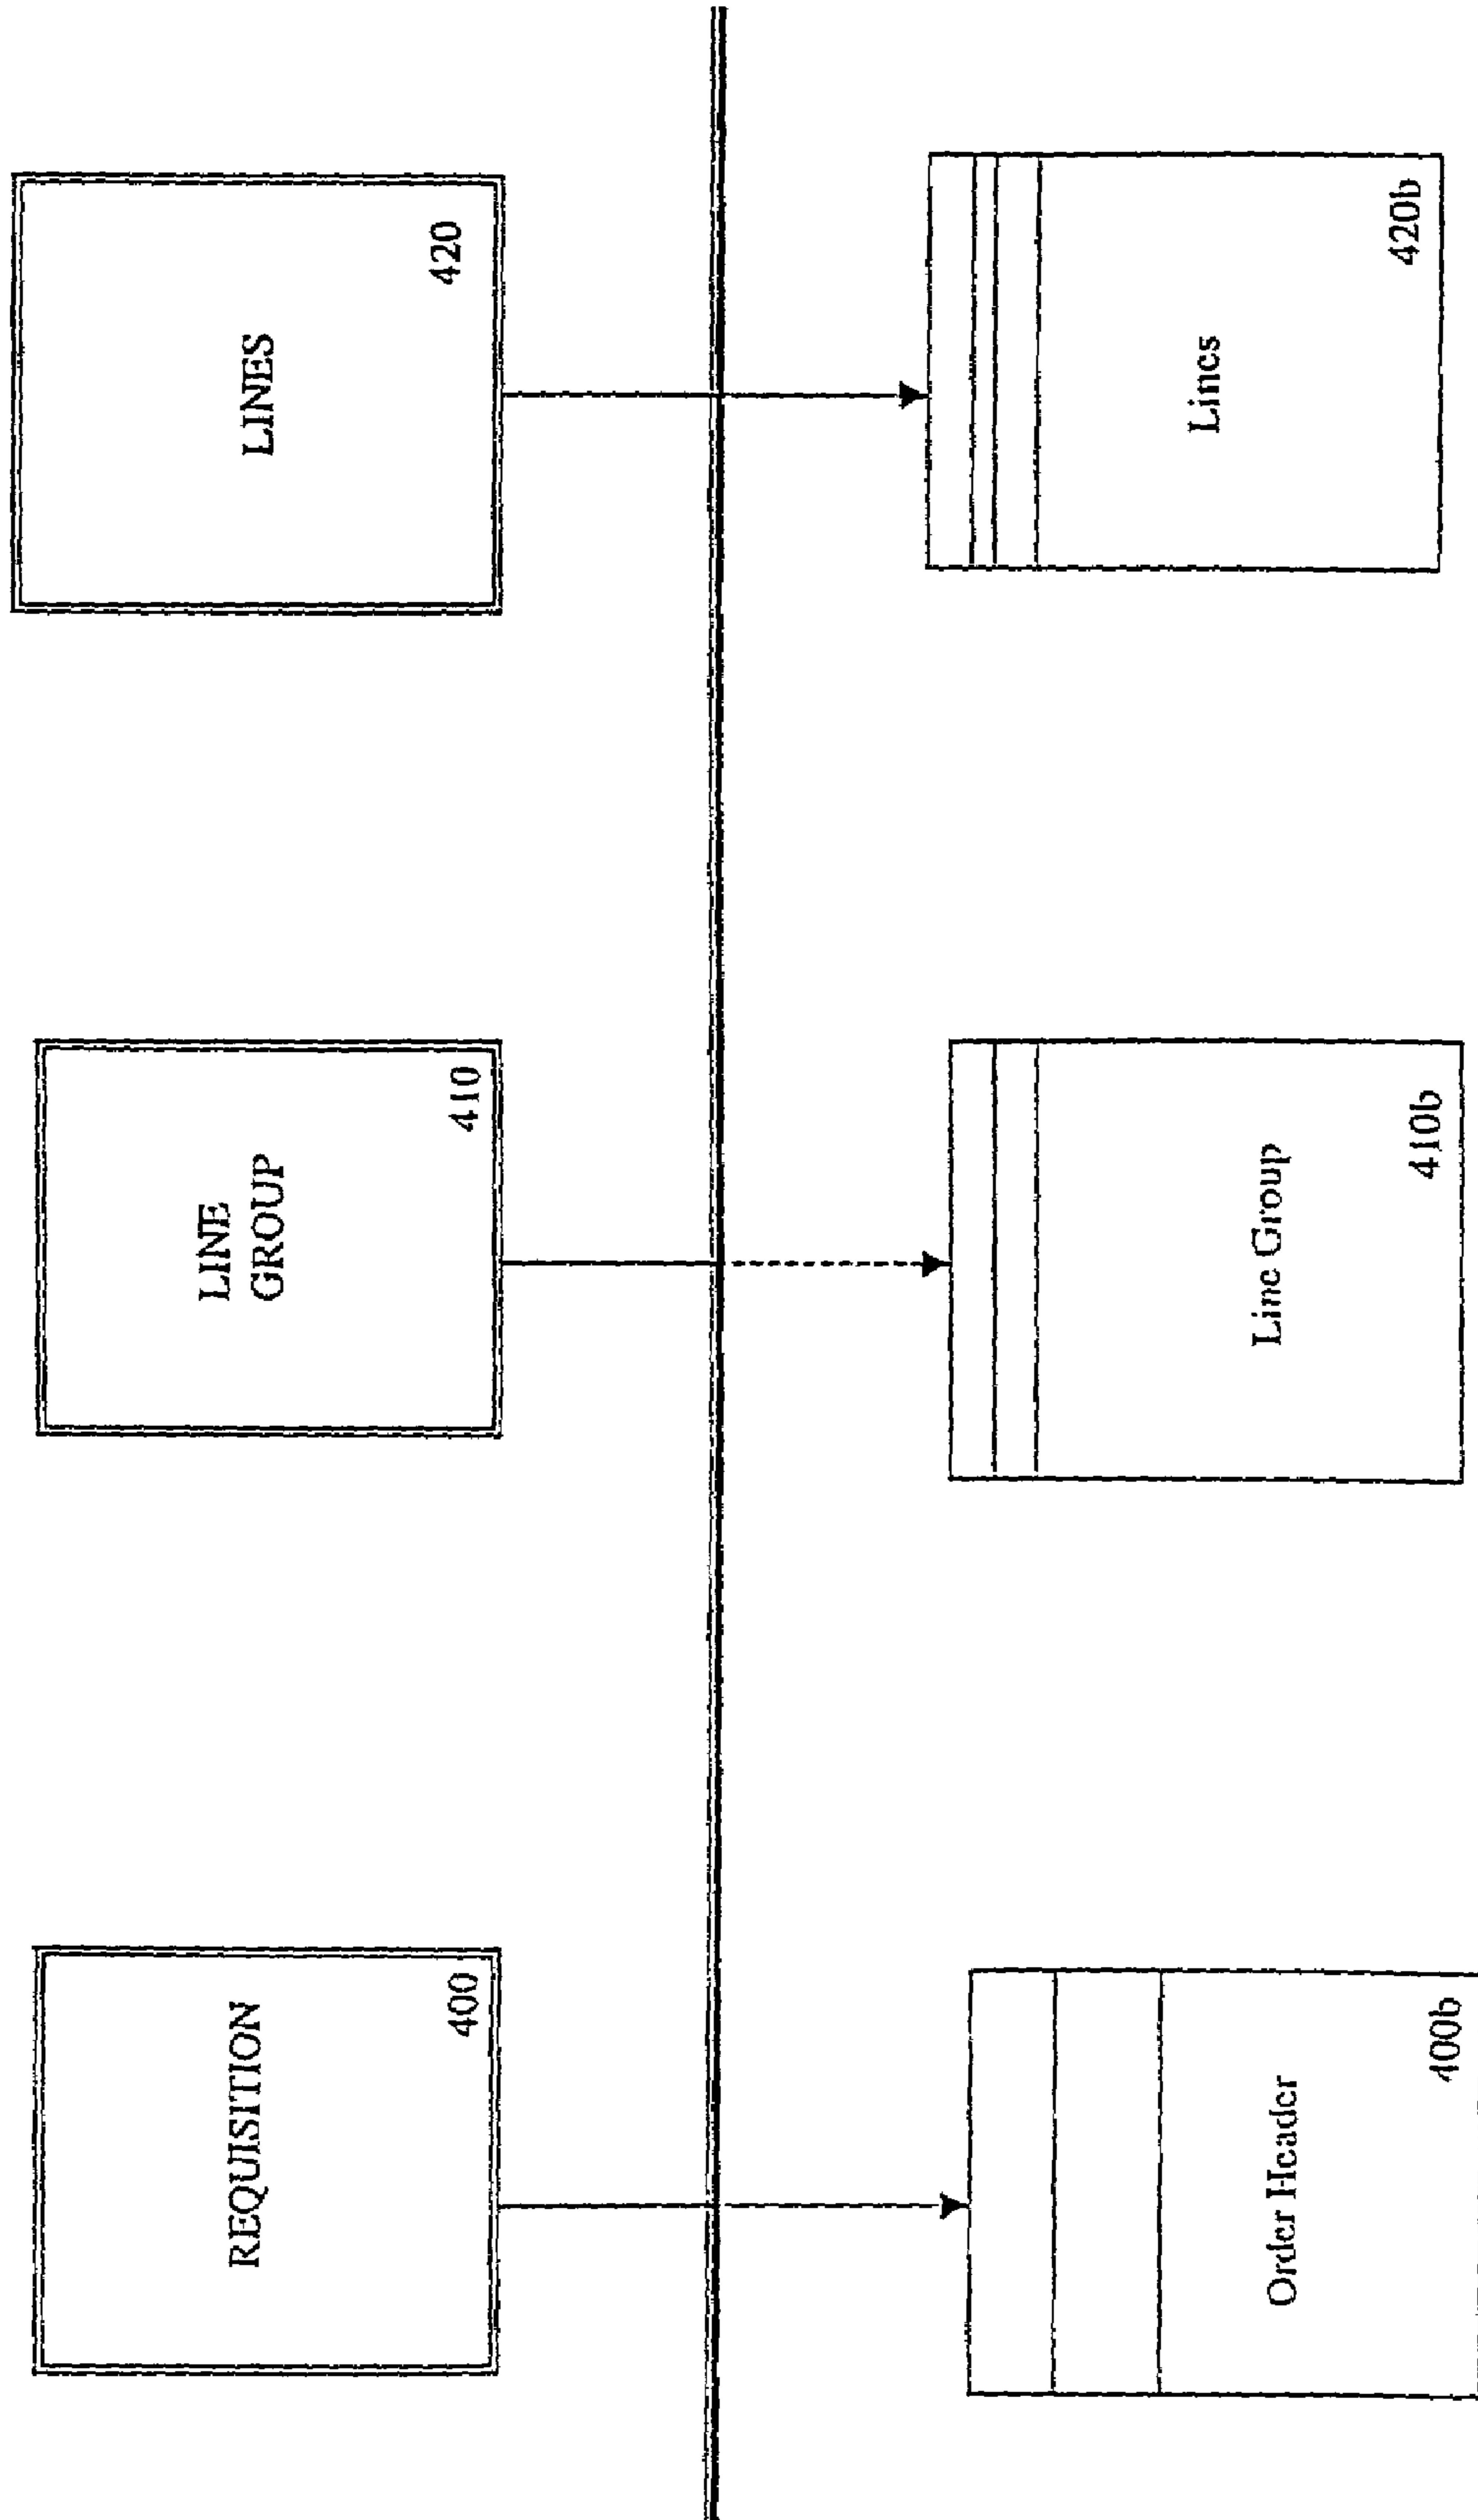 REQUISITION
400
LINE
GROUP
410
LINES
420
Order Header
400b
Line Group
410b
Lines
420b